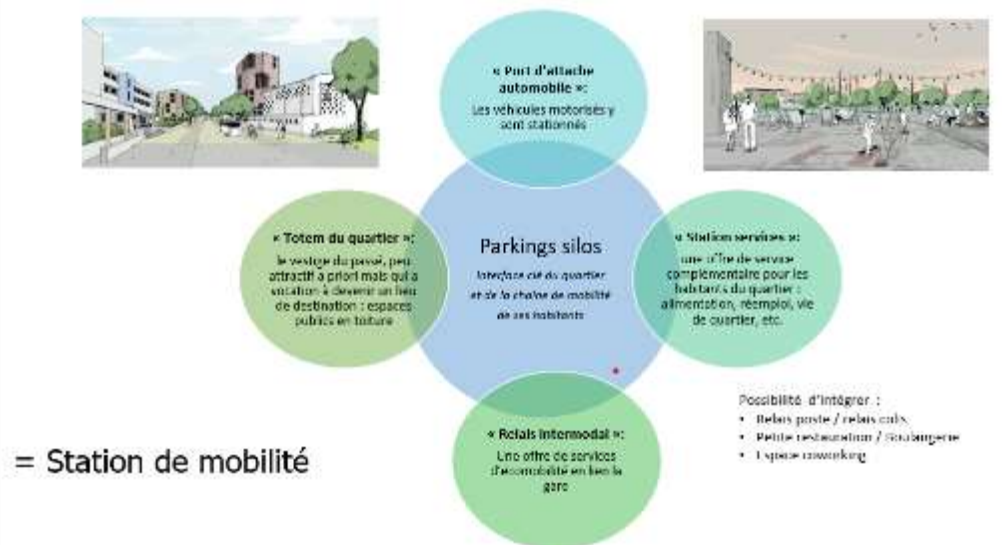 « Port d'attache
automobile »:
Les véhicules motorisés y
sont stationnés
« Totem du quartier »:
le vestige du passé, peu
attractif a priori mais qui a
vocation à devenir un lieu
de destination : espaces
publics en toiture
Parkings silos
Interface clé du quartier
et de la chaîne de mobilité
de ses habitants
« Station services »:
une offre de service
complémentaire pour les
habitants du quartier :
alimentation, réemploi, vie
de quartier, etc.
« Relais intermodal »:
Une offre de services
d'écomobilité en lien la
gare
Possibilité d'intégrer :
• Relais poste / relais colis
• Petite restauration / Boulangerie
• Espace coworking
= Station de mobilité